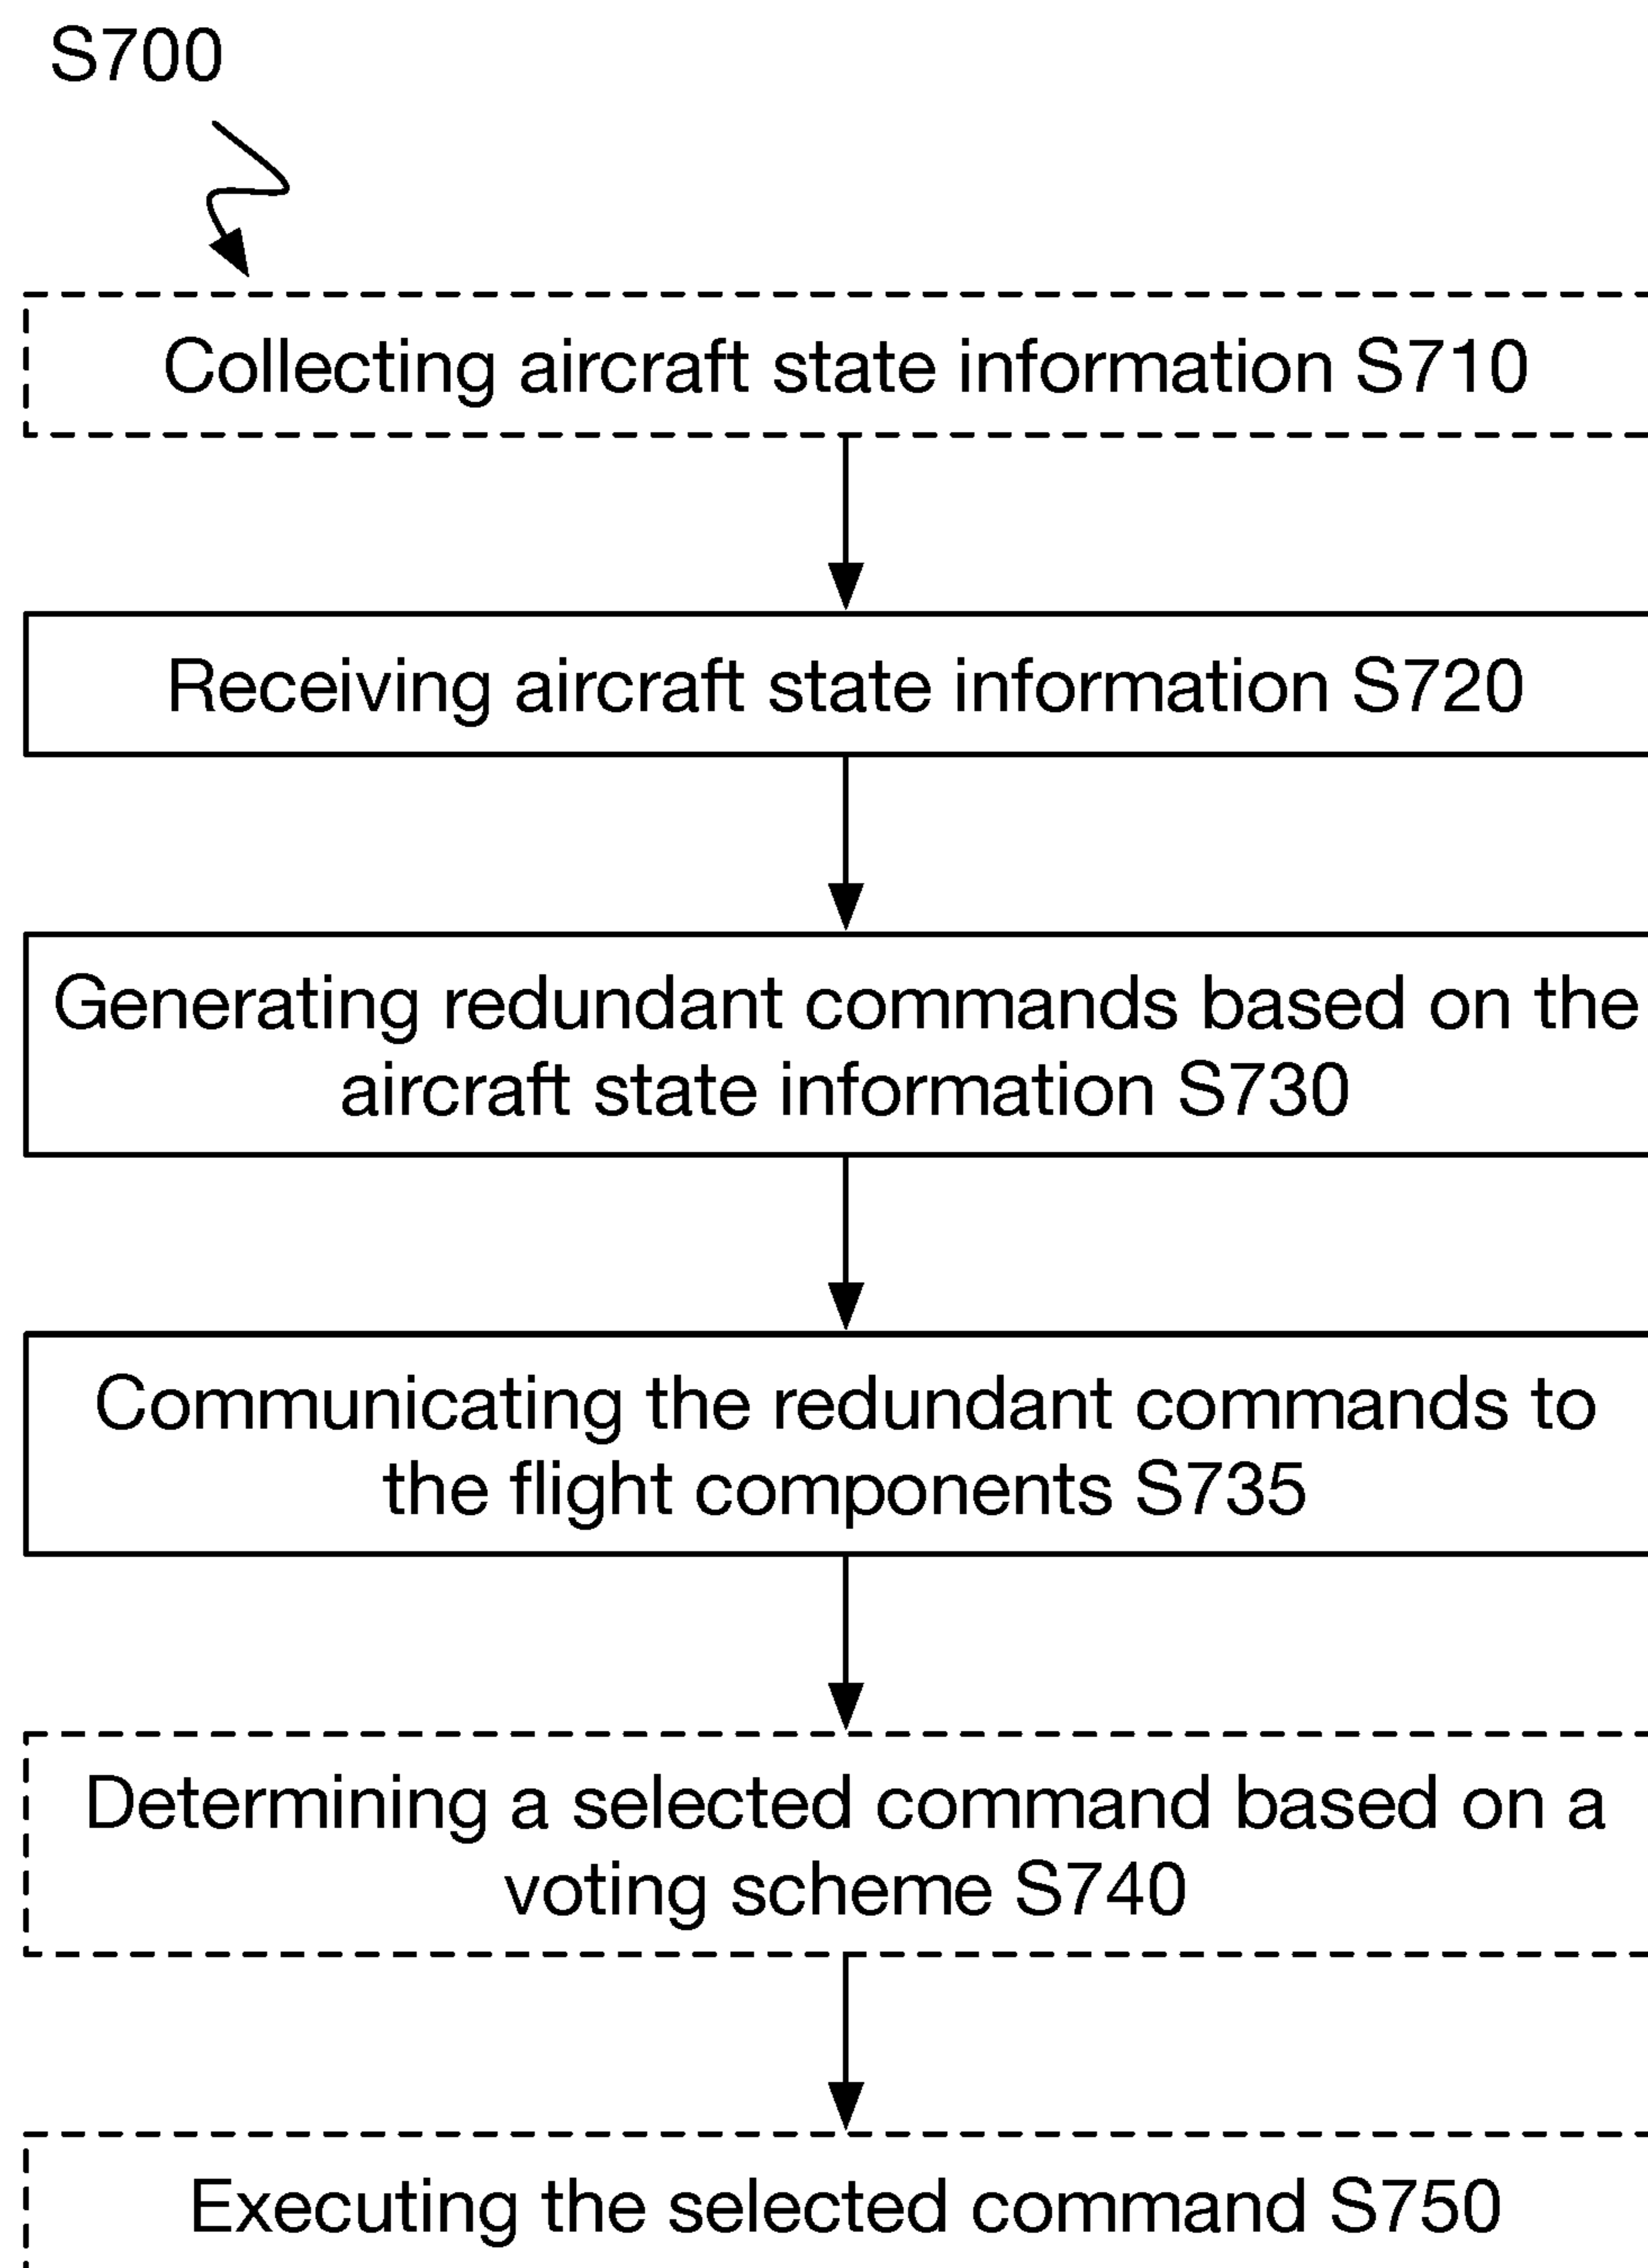 S700
Collecting aircraft state information S710
Receiving aircraft state information S720
Generating redundant commands based on the
aircraft state information S730
Communicating the redundant commands to
the flight components S735
Determining a selected command based on a
voting scheme S740
Executing the selected command S750